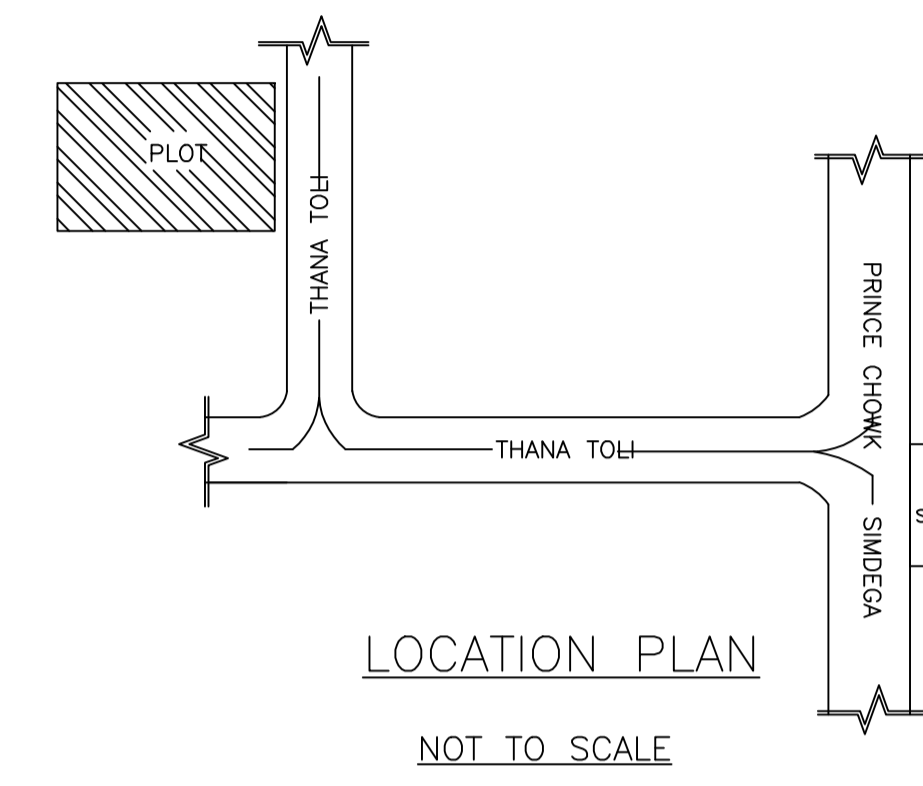 PLOT
THANA TOLI
PRINCE CHOWK
THANA TOLI
SIMDEGA
LOCATION PLAN
NOT TO SCALE